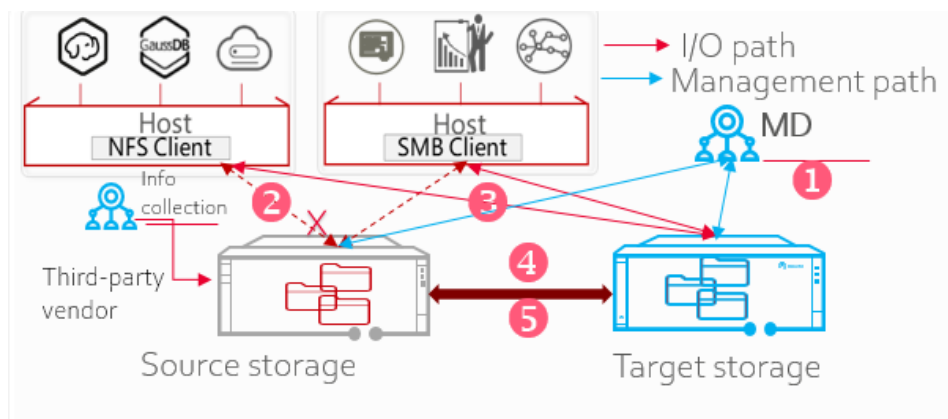 GaussDB
I/O path
Management path
Host
NFS Client
Host
SMB Client
MD
1
Info
collection
2
3
Third-party
vendor
4
5
Source storage
Target storage